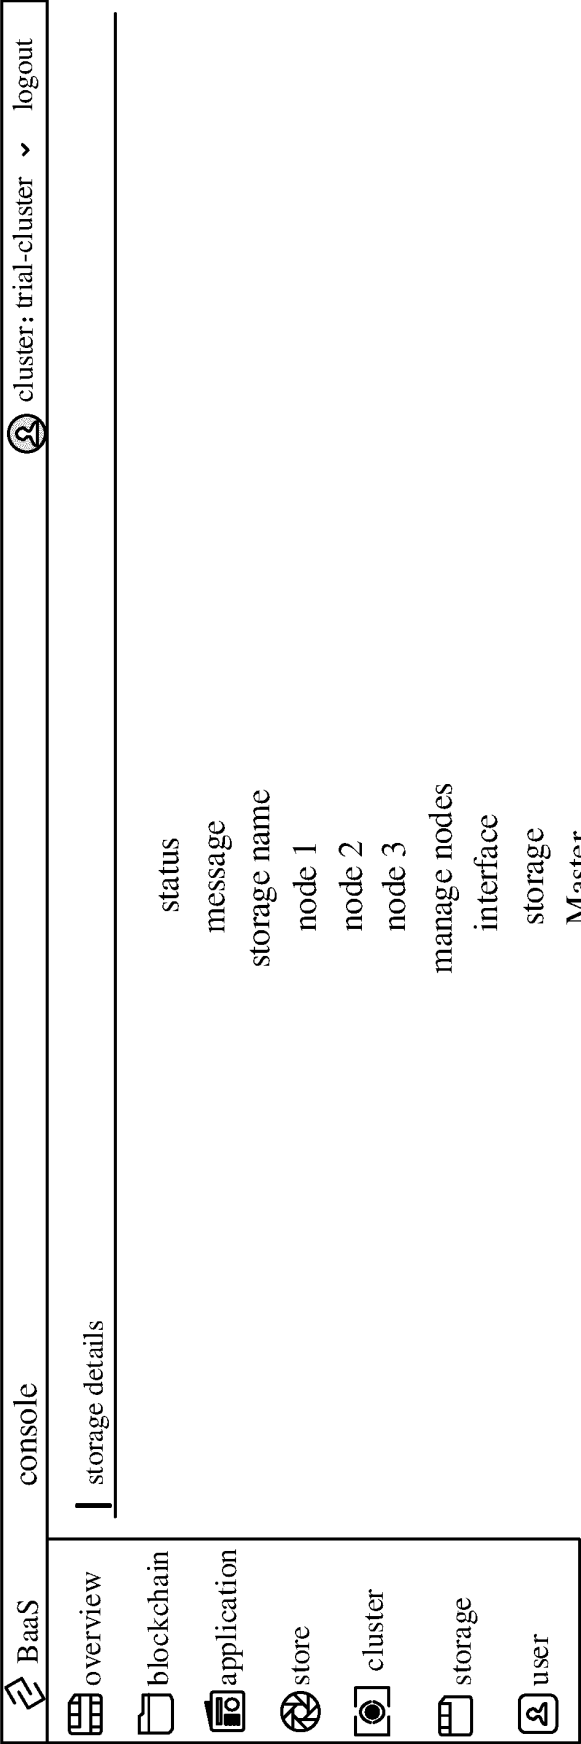 BaaS console cluster: trial-cluster logout
overview
blockchain
application
store
cluster
storage
user
storage details
status
message
storage name
node 1
node 2
node 3
manage nodes
interface
storage
Master